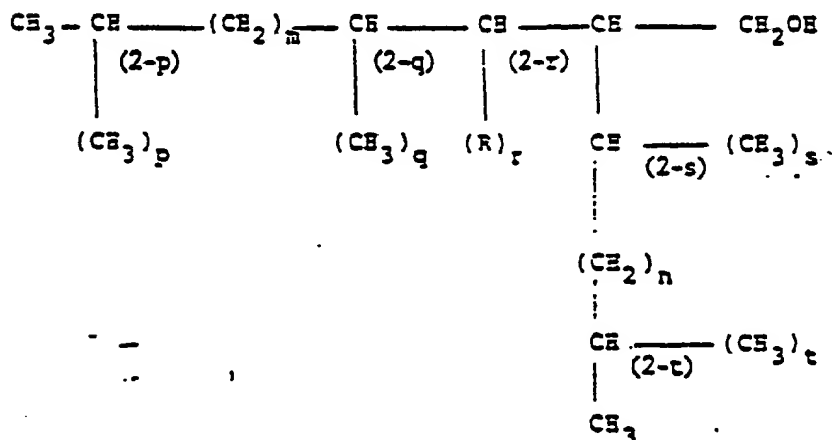 CH₃ — CH(2-p) — (CH₂)m — CH(2-q) — CH(2-r) — CH — CH₂OH
(CH₃)p (CH₃)q (R)r CH(2-s) — (CH₃)s
(CH₂)n
CH(2-t) — (CH₃)t
CH₃